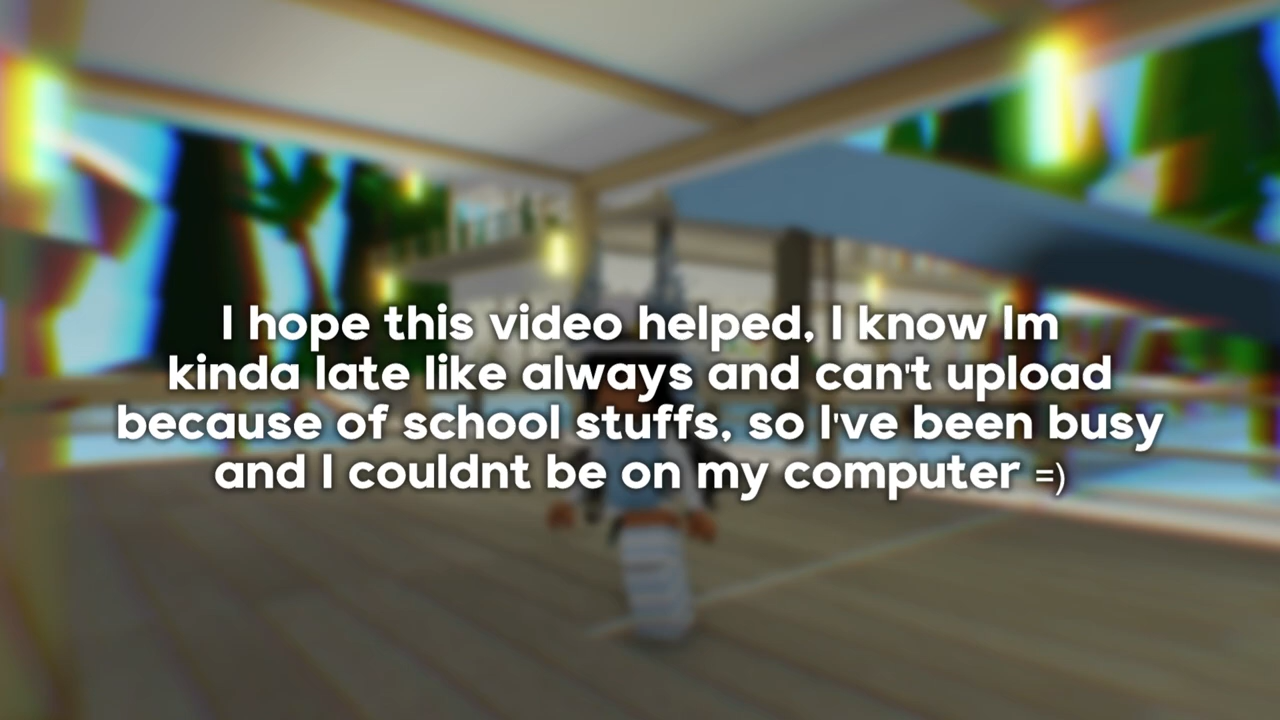 I hope this video helped, I know Im
kinda late like always and can't upload
because of school stuffs, so I've been busy
and I couldnt be on my computer =)